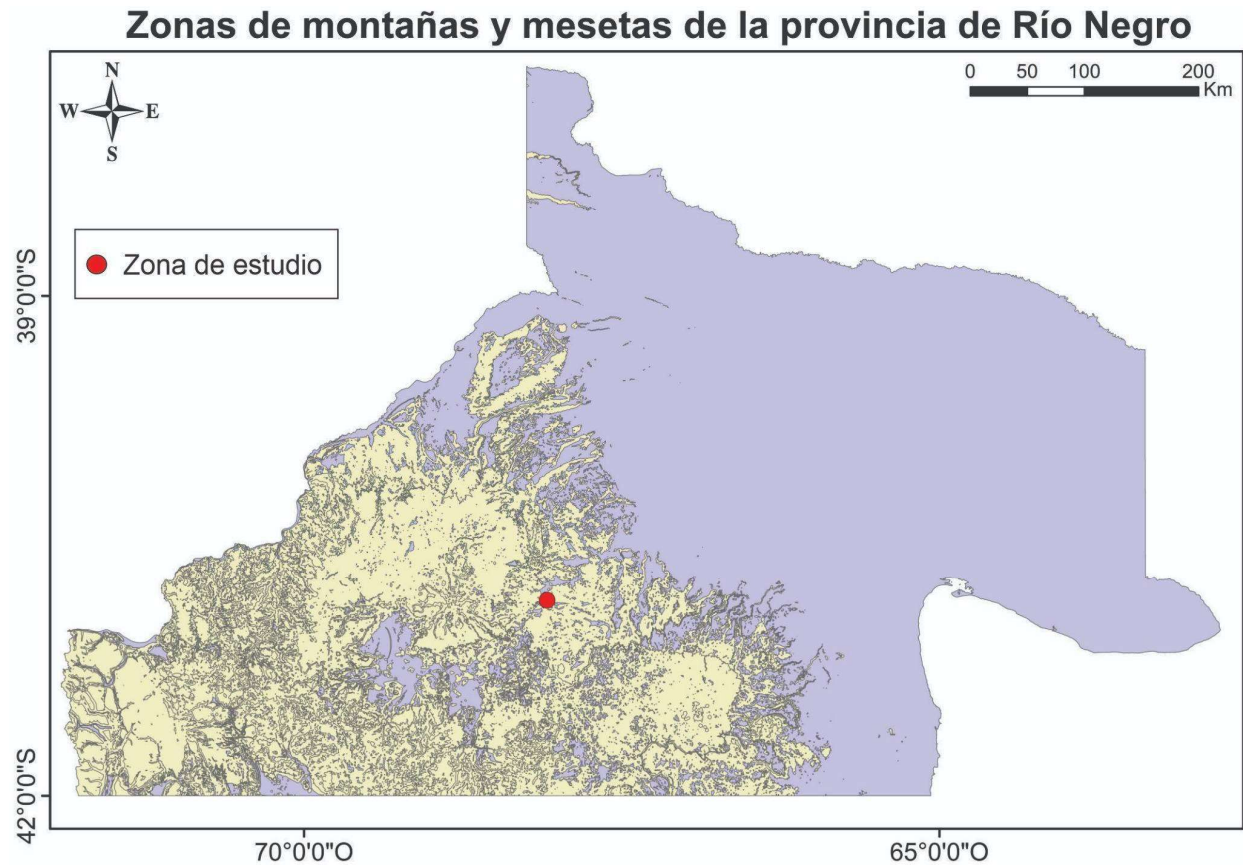 Zonas de montañas y mesetas de la provincia de Río Negro
N
W E
S
0 50 100 200
Km
Zona de estudio
39°0'0"S
42°0'0"S
70°0'0"O
65°0'0"O